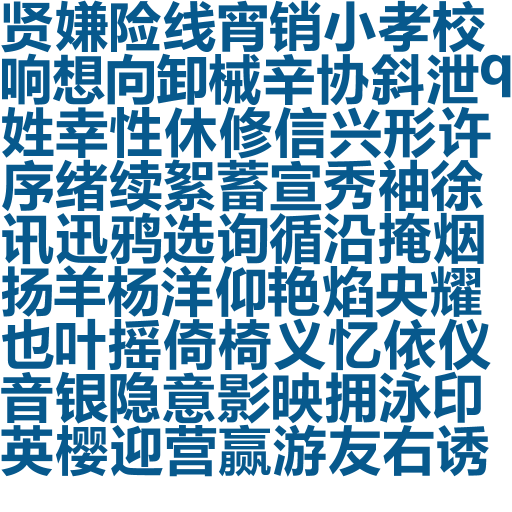 贤嫌险线宵销小孝校
响想向卸械辛协斜泄q
姓幸性休修信兴形许
序绪续絮蓄宣秀袖徐
讯迅鸦选询循沿掩烟
扬羊杨洋仰艳焰央耀
也叶摇倚椅义忆依仪
音银隐意影映拥泳印
英樱迎营赢游友右诱